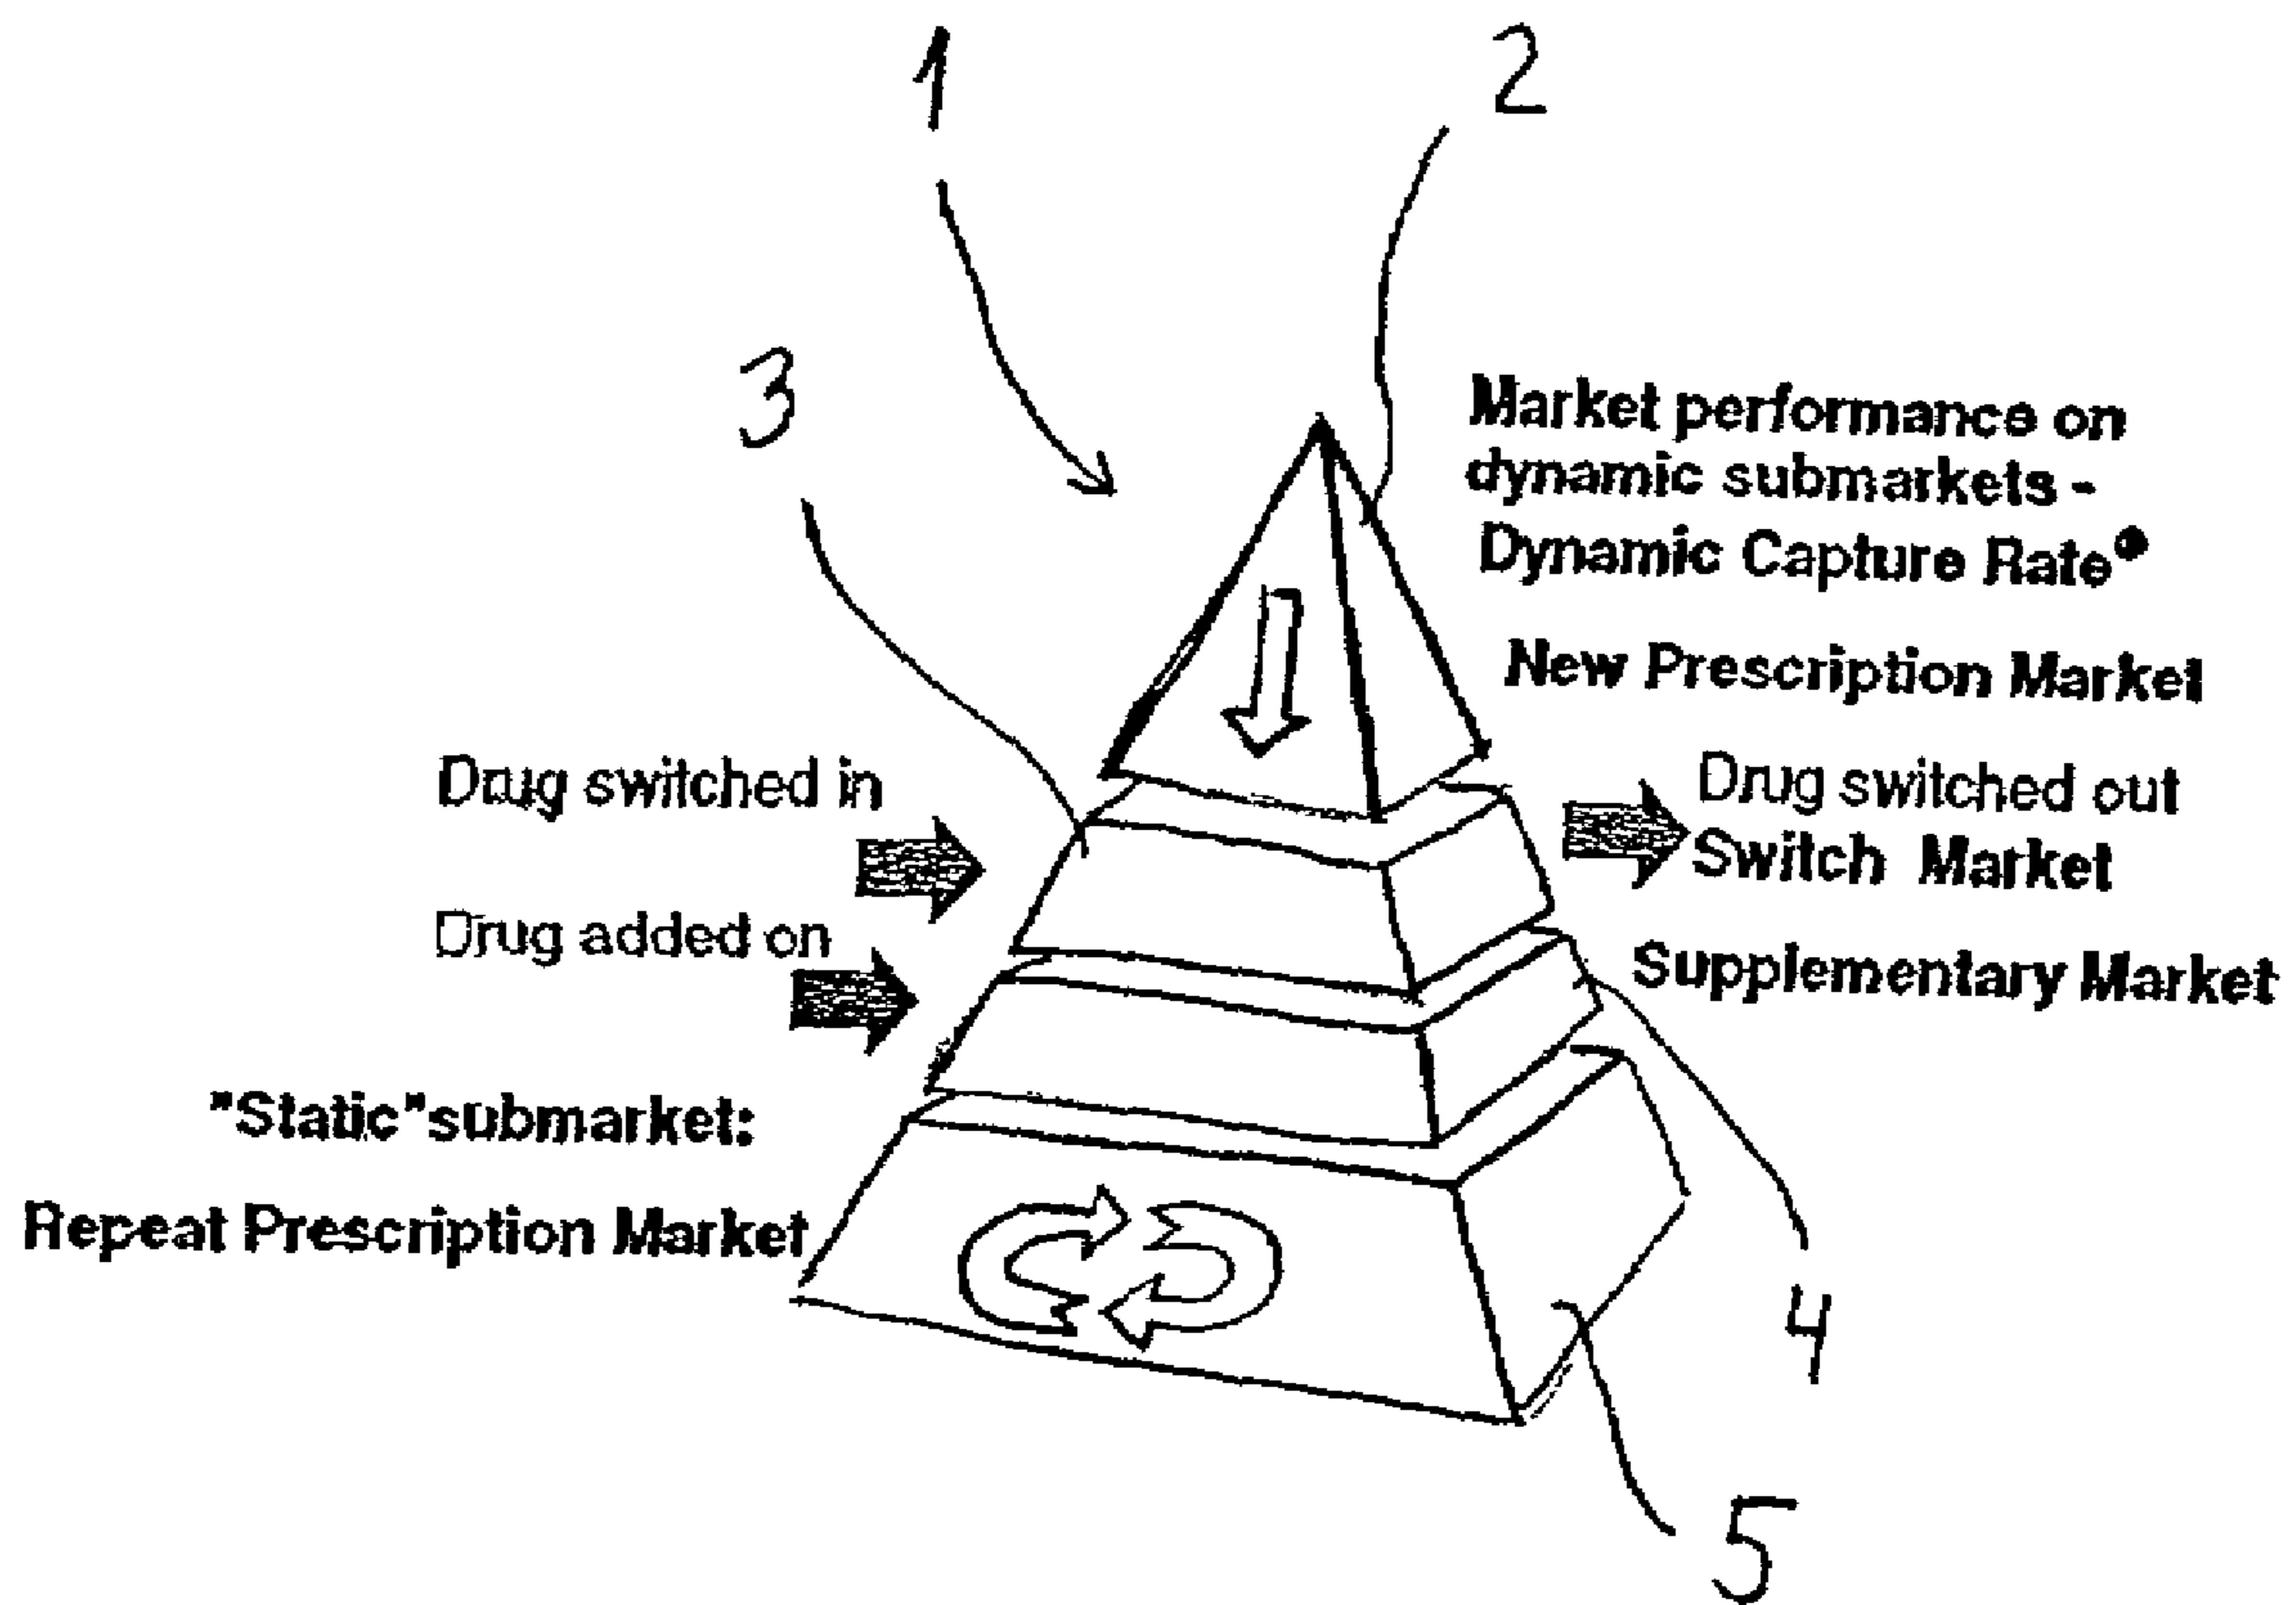 1
2
3
Market performance on
dynamic submarkets -
Dynamic Capture Rate®
New Prescription Market
Drug switched in
Drug switched out
Switch Market
Drug added on
Supplementary Market
"Static"submarket:
Repeat Prescription Market
4
5